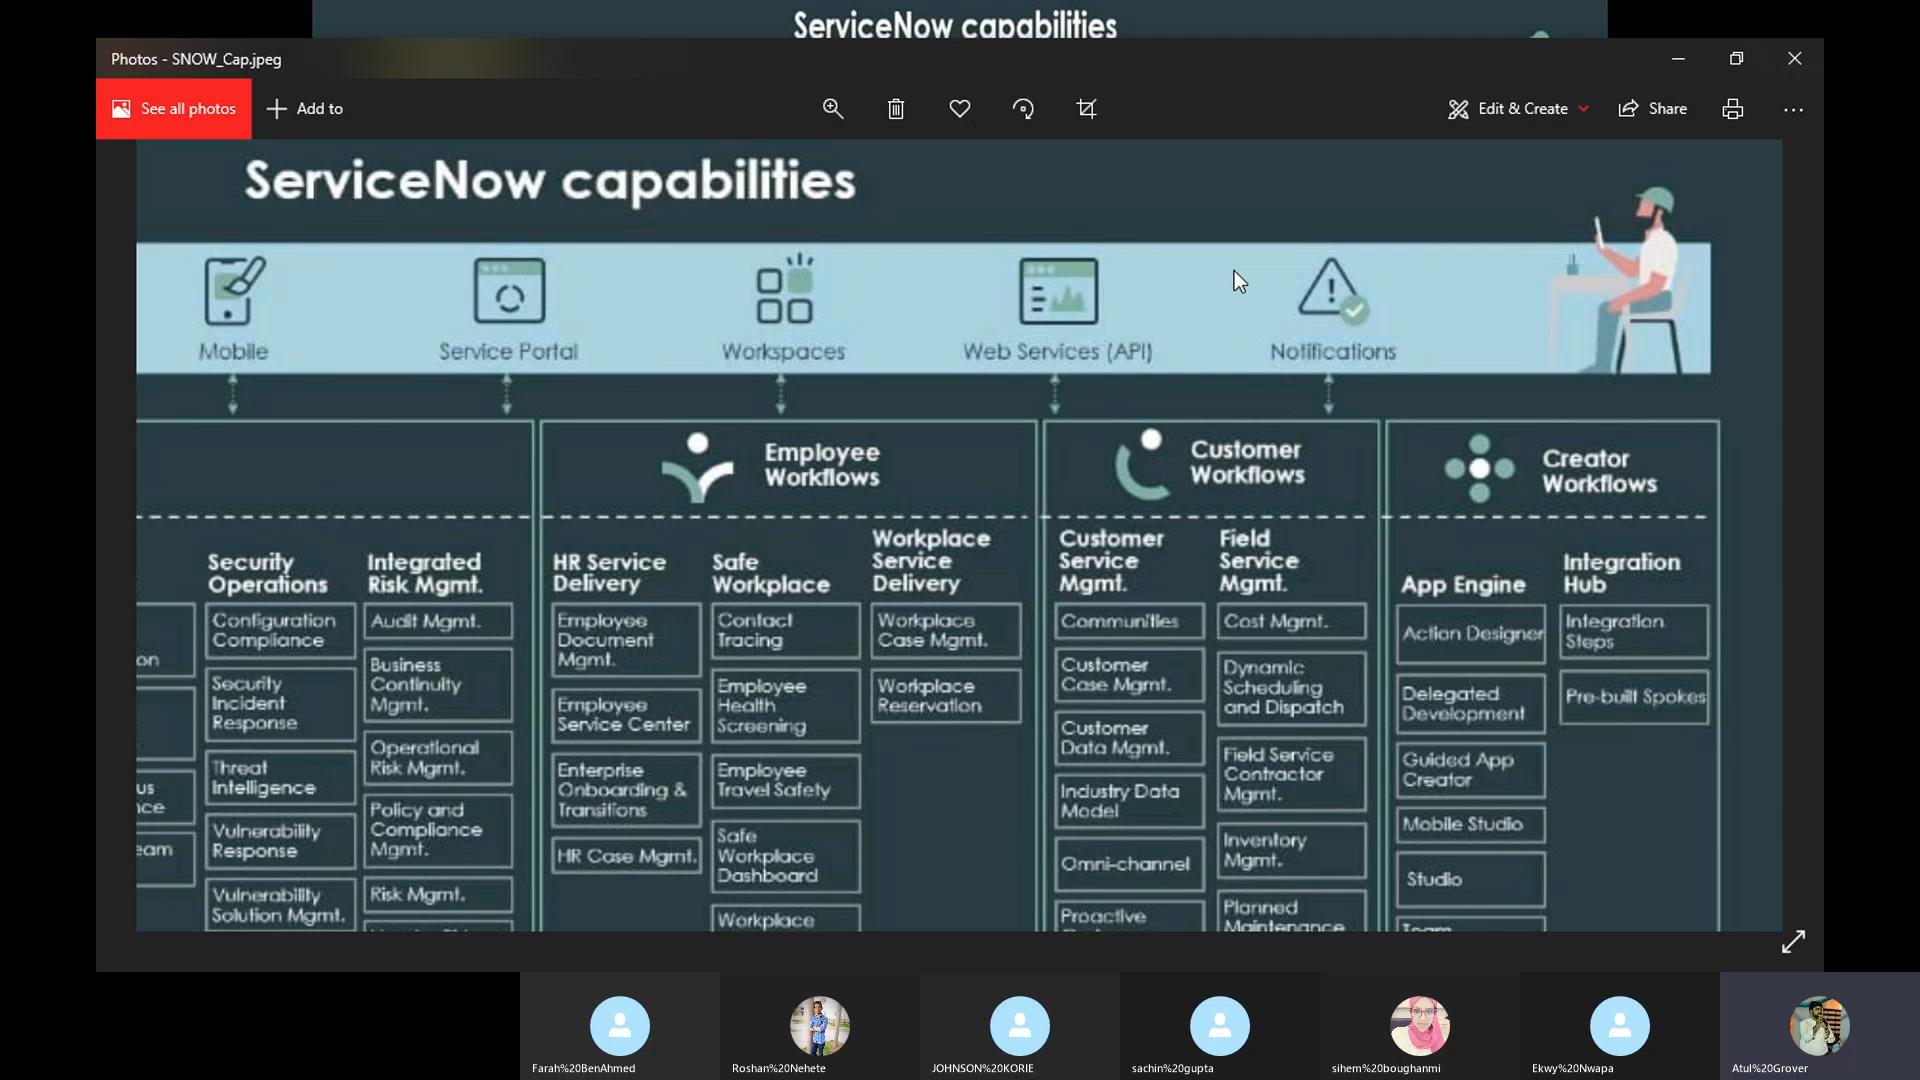 ServiceNow capabilities
Photos - SNOW_Cap.jpeg
See all photos
Add to
Edit & Create
Share
ServiceNow capabilities
Mobile
Service Portal
Workspaces
Web Services (API)
Notifications
Employee
Workflows
Customer
Workflows
Creator
Workflows
Security
Operations
Configuration
Compliance
Security
Incident
Response
Threat
Intelligence
Vulnerability
Response
Vulnerability
Solution Mgmt.
Integrated
Risk Mgmt.
Audit Mgmt.
Business
Continuity
Mgmt.
Operational
Risk Mgmt.
Policy and
Compliance
Mgmt.
Risk Mgmt.
HR Service
Delivery
Employee
Document
Mgmt.
Employee
Service Center
Enterprise
Onboarding &
Transitions
HR Case Mgmt.
Safe
Workplace
Contact
Tracing
Employee
Health
Screening
Employee
Travel Safety
Safe
Workplace
Dashboard
Workplace
Workplace
Service
Delivery
Workplace
Case Mgmt.
Workplace
Reservation
Customer
Service
Mgmt.
Communities
Customer
Case Mgmt.
Customer
Data Mgmt.
Industry Data
Model
Omni-channel
Proactive
Field
Service
Mgmt.
Cost Mgmt.
Dynamic
Scheduling
and Dispatch
Field Service
Contractor
Mgmt.
Inventory
Mgmt.
Planned
Maintenance
App Engine
Action Designer
Delegated
Development
Guided App
Creator
Mobile Studio
Studio
Team
Integration
Hub
Integration
Steps
Pre-built Spokes
Farah%20BenAhmed
Roshan%20Nehete
JOHNSON%20KORIE
sachin%20gupta
sihem%20boughanmi
Ekwy%20Nwapa
Atul%20Grover